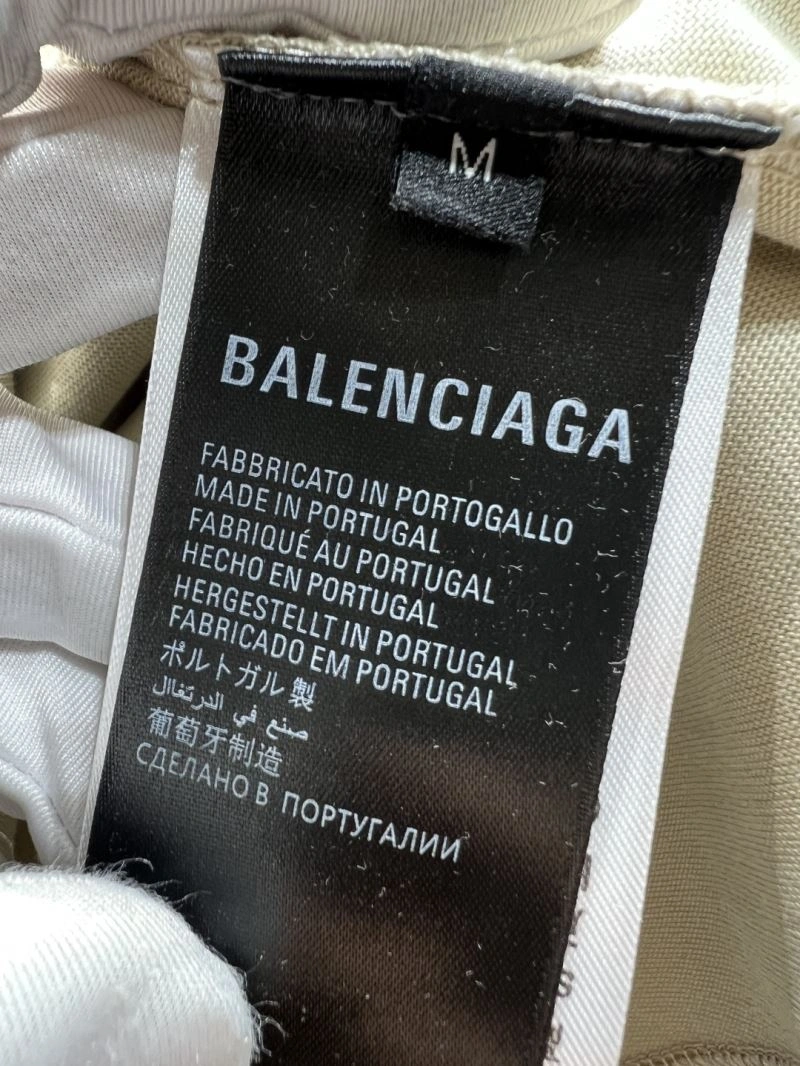 M
BALENCIAGA
FABBRICATO IN PORTOGALLO
MADE IN PORTUGAL
FABRIQUÉ AU PORTUGAL
HECHO EN PORTUGAL
HERGESTELLT IN PORTUGAL
FABRICADO EM PORTUGAL
ポルトガル製
صنع في البرتغال
葡萄牙制造
СДЕЛАНО В ПОРТУГАЛИИ